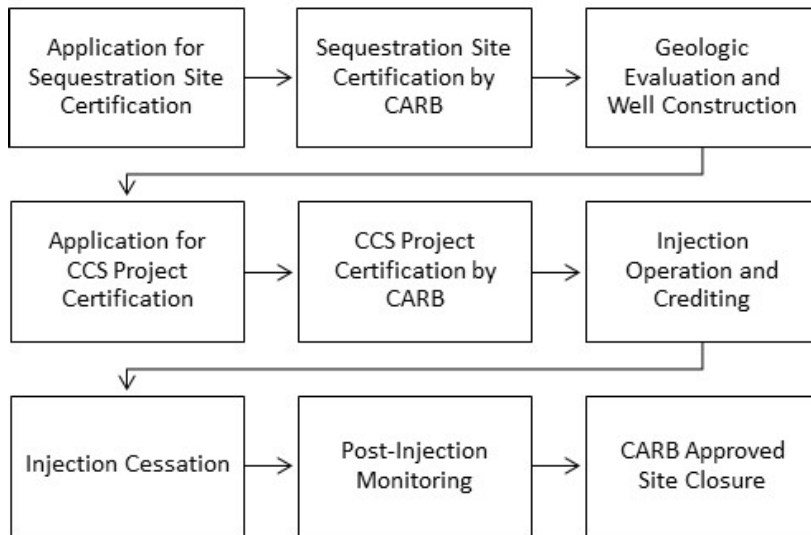 Application for
Sequestration Site
Certification
Sequestration Site
Certification by
CARB
Geologic
Evaluation and
Well Construction
Application for
CCS Project
Certification
CCS Project
Certification by
CARB
Injection
Operation and
Crediting
Injection Cessation
Post-Injection
Monitoring
CARB Approved
Site Closure